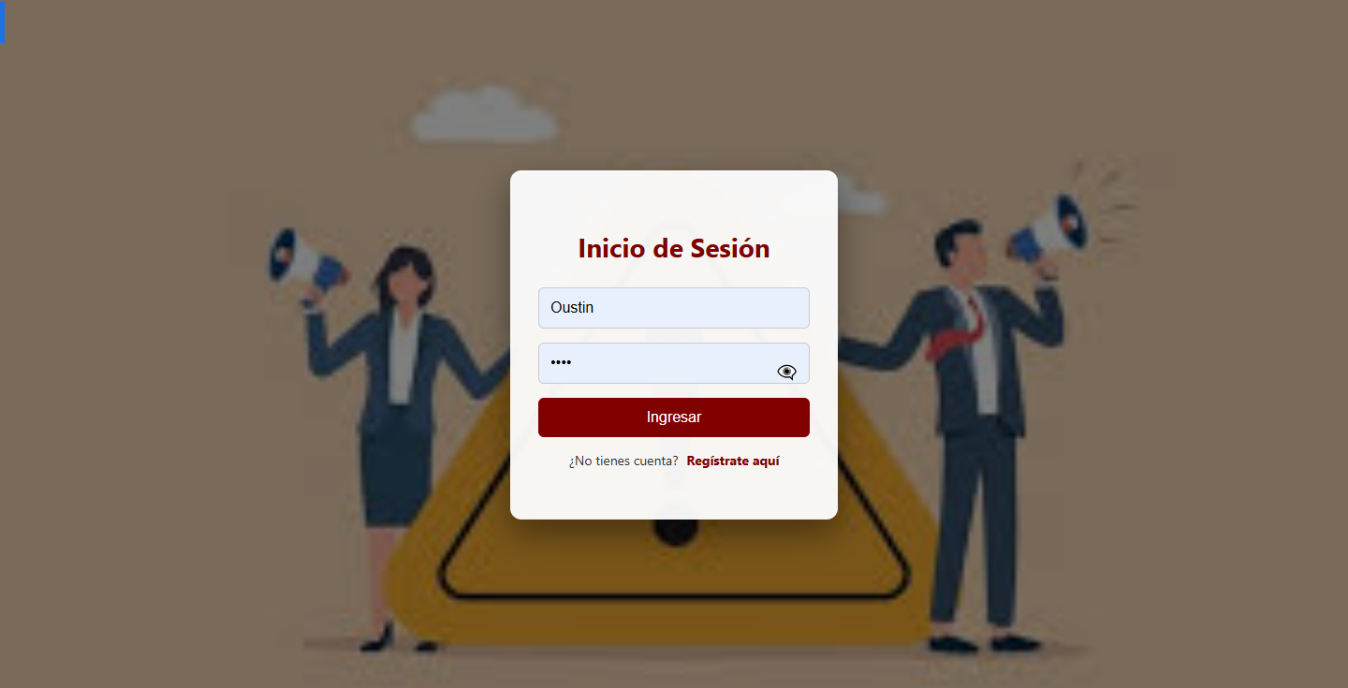 Inicio de Sesión
Oustin
••••
Ingresar
¿No tienes cuenta? Regístrate aquí